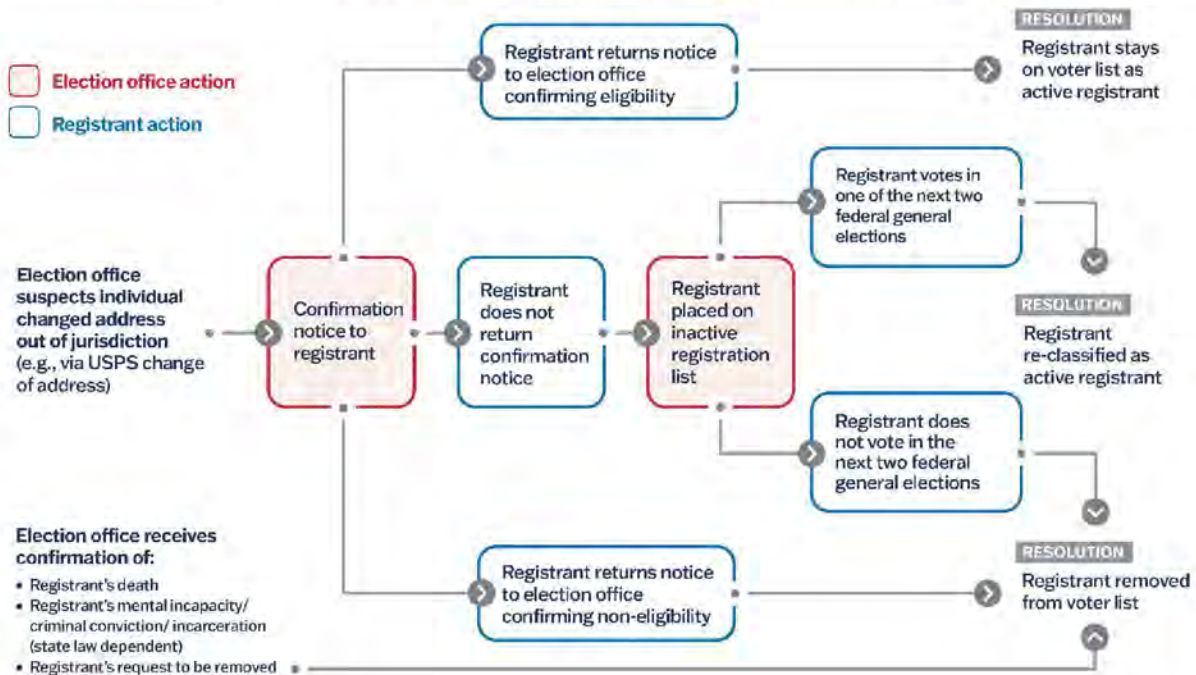 Election office action
Registrant action
Registrant returns notice
to election office
confirming eligibility
RESOLUTION
Registrant stays
on voter list as
active registrant
Election office
suspects individual
changed address
out of jurisdiction
(e.g., via USPS change
of address)
Confirmation
notice to
registrant
Registrant
does not
return
confirmation
notice
Registrant
placed on
inactive
registration
list
Registrant votes in
one of the next two
federal general
elections
RESOLUTION
Registrant
re-classified as
active registrant
Registrant does
not vote in the
next two federal
general elections
Election office receives
confirmation of:
• Registrant's death
• Registrant's mental incapacity/
criminal conviction/ incarceration
(state law dependent)
• Registrant's request to be removed
Registrant returns notice
to election office
confirming non-eligibility
RESOLUTION
Registrant removed
from voter list